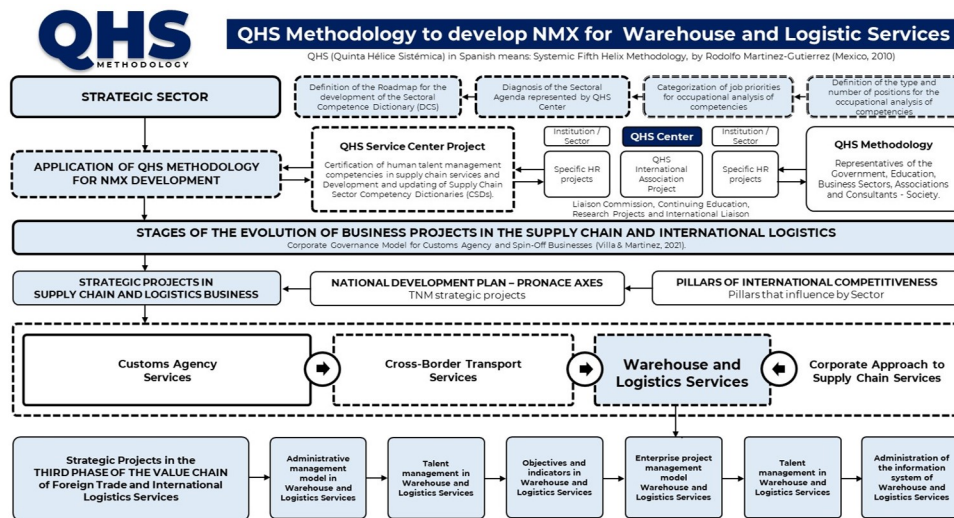 QHS
METHODOLOGY
QHS Methodology to develop NMX for Warehouse and Logistic Services
QHS (Quinta Hélice Sistémica) in Spanish means: Systemic Fifth Helix Methodology, by Rodolfo Martinez-Gutierrez (Mexico, 2010)
STRATEGIC SECTOR
Definition of the Roadmap for the
development of the Sectoral
Competence Dictionary (DCS)
Diagnosis of the Sectoral
Agenda represented by QHS
Center
Categorization of job priorities
for occupational analysis of
competencies
Definition of the type and
number of positions for the
occupational analysis of
competencies
APPLICATION OF QHS METHODOLOGY
FOR NMX DEVELOPMENT
QHS Service Center Project
Certification of human talent management
competencies in supply chain services and
Development and updating of Supply Chain
Sector Competency Dictionaries (CSDs).
Institution /
Sector
Specific HR
projects
QHS Center
QHS
International
Association
Project
Institution /
Sector
Specific HR
projects
Liaison Commission, Continuing Education,
Research Projects and International Liaison
QHS Methodology
Representatives of the
Government, Education,
Business Sectors, Associations
and Consultants - Society.
STAGES OF THE EVOLUTION OF BUSINESS PROJECTS IN THE SUPPLY CHAIN AND INTERNATIONAL LOGISTICS
Corporate Governance Model for Customs Agency and Spin-Off Businesses (Villa & Martinez, 2021).
STRATEGIC PROJECTS IN
SUPPLY CHAIN AND LOGISTICS BUSINESS
NATIONAL DEVELOPMENT PLAN – PRONACE AXES
TNM strategic projects
PILLARS OF INTERNATIONAL COMPETITIVENESS
Pillars that influence by Sector
Customs Agency
Services
Cross-Border Transport
Services
Warehouse and
Logistics Services
Corporate Approach to
Supply Chain Services
Strategic Projects in the
THIRD PHASE OF THE VALUE CHAIN
of Foreign Trade and International
Logistics Services
Administrative
management
model in
Warehouse and
Logistics Services
Talent
management in
Warehouse and
Logistics Services
Objectives and
indicators in
Warehouse and
Logistics Services
Enterprise project
management
model
Warehouse and
Logistics Services
Talent
management in
Warehouse and
Logistics Services
Administration of
the information
system of
Warehouse and
Logistics Services